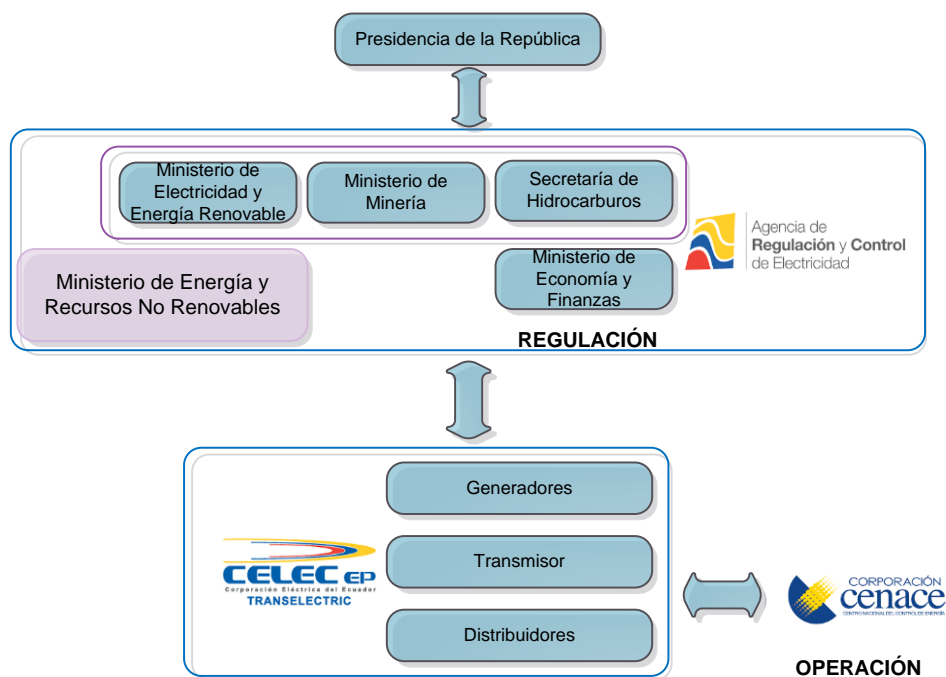 Presidencia de la República
Ministerio de
Electricidad y
Energía Renovable
Ministerio de
Minería
Secretaría de
Hidrocarburos
Agencia de
Regulación y Control
de Electricidad
Ministerio de Energía y
Recursos No Renovables
Ministerio de
Economía y
Finanzas
REGULACIÓN
Generadores
Transmisor
Distribuidores
CELEC EP
Corporación Eléctrica del Ecuador
TRANSELECTRIC
CORPORACIÓN
cenace
CENTRO NACIONAL DEL CONTROL DE ENERGÍA
OPERACIÓN